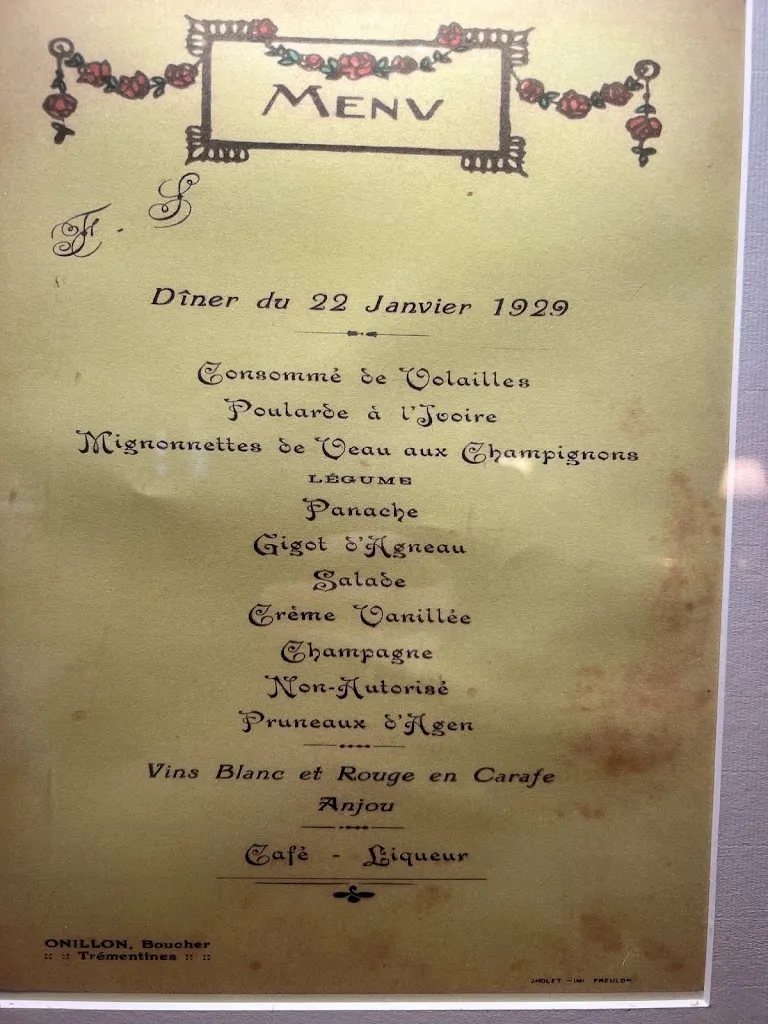 MENU
F. S
Dîner du 22 Janvier 1929
Consommé de Volailles
Poularde à l'Ivoire
Mignonnettes de Veau aux Champignons
LÉGUME
Panache
Gigot d'Agneau
Salade
Crème Vanillée
Champagne
Non-Autorisé
Pruneaux d'Agen
Vins Blanc et Rouge en Carafe
Anjou
Café - Liqueur
ONILLON, Boucher
:: :: Trémentines :: ::